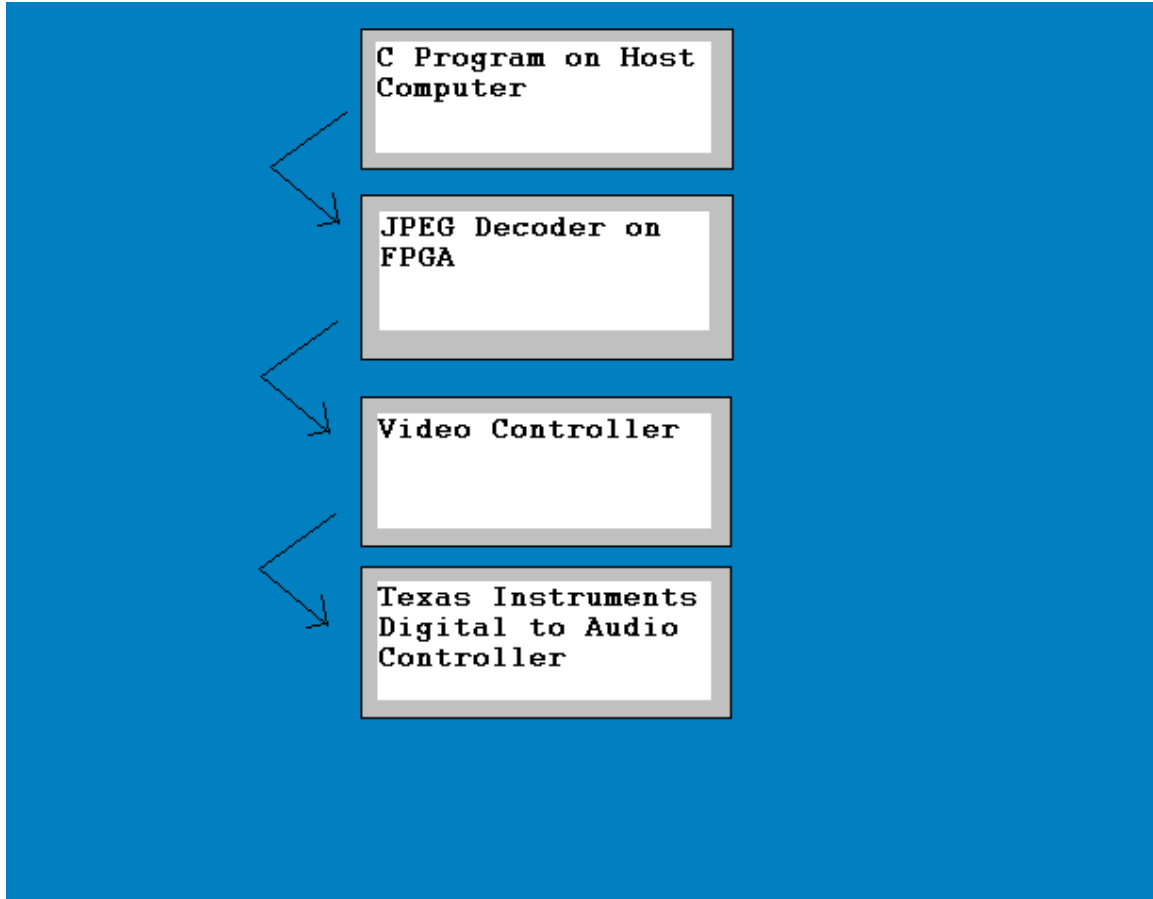 C Program on Host
Computer
JPEG Decoder on
FPGA
Video Controller
Texas Instruments
Digital to Audio
Controller